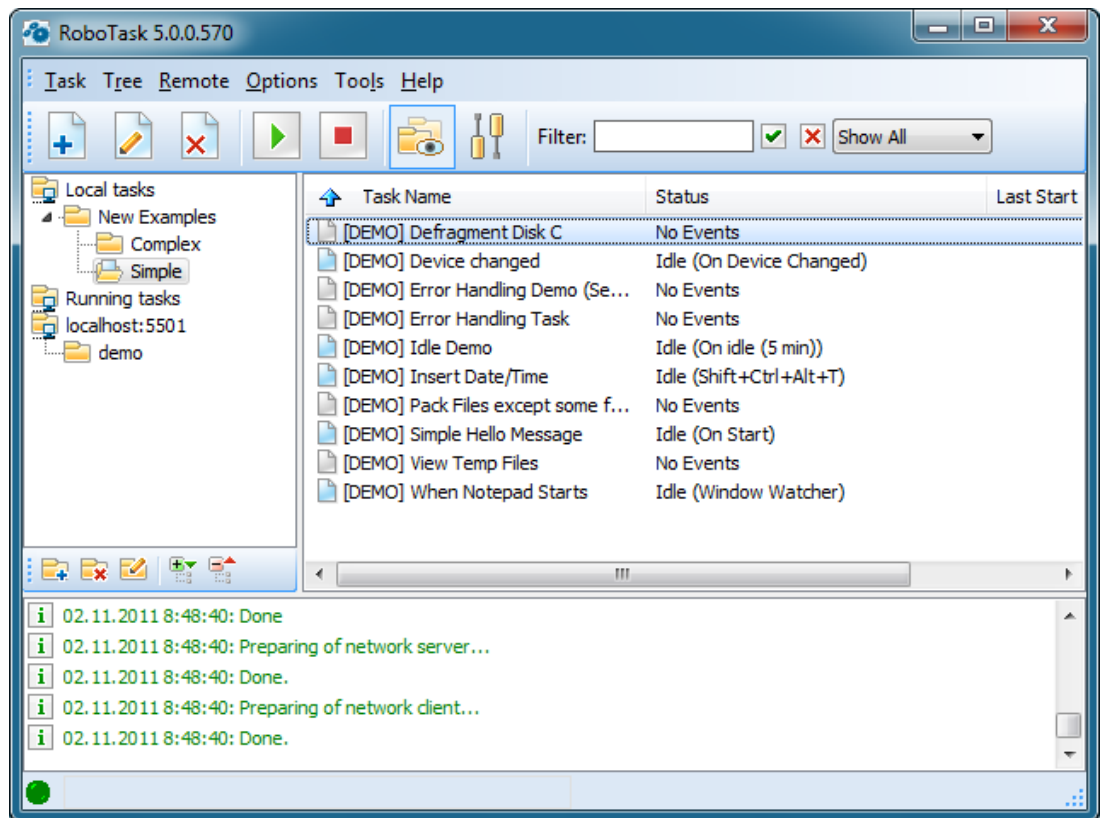 RoboTask 5.0.0.570
Task Tree Remote Options Tools Help
Filter: Show All
Local tasks
New Examples
Complex
Simple
Running tasks
localhost:5501
demo
Task Name Status Last Start
[DEMO] Defragment Disk C No Events
[DEMO] Device changed Idle (On Device Changed)
[DEMO] Error Handling Demo (Se... No Events
[DEMO] Error Handling Task No Events
[DEMO] Idle Demo Idle (On idle (5 min))
[DEMO] Insert Date/Time Idle (Shift+Ctrl+Alt+T)
[DEMO] Pack Files except some f... No Events
[DEMO] Simple Hello Message Idle (On Start)
[DEMO] View Temp Files No Events
[DEMO] When Notepad Starts Idle (Window Watcher)
02.11.2011 8:48:40: Done
02.11.2011 8:48:40: Preparing of network server...
02.11.2011 8:48:40: Done.
02.11.2011 8:48:40: Preparing of network client...
02.11.2011 8:48:40: Done.